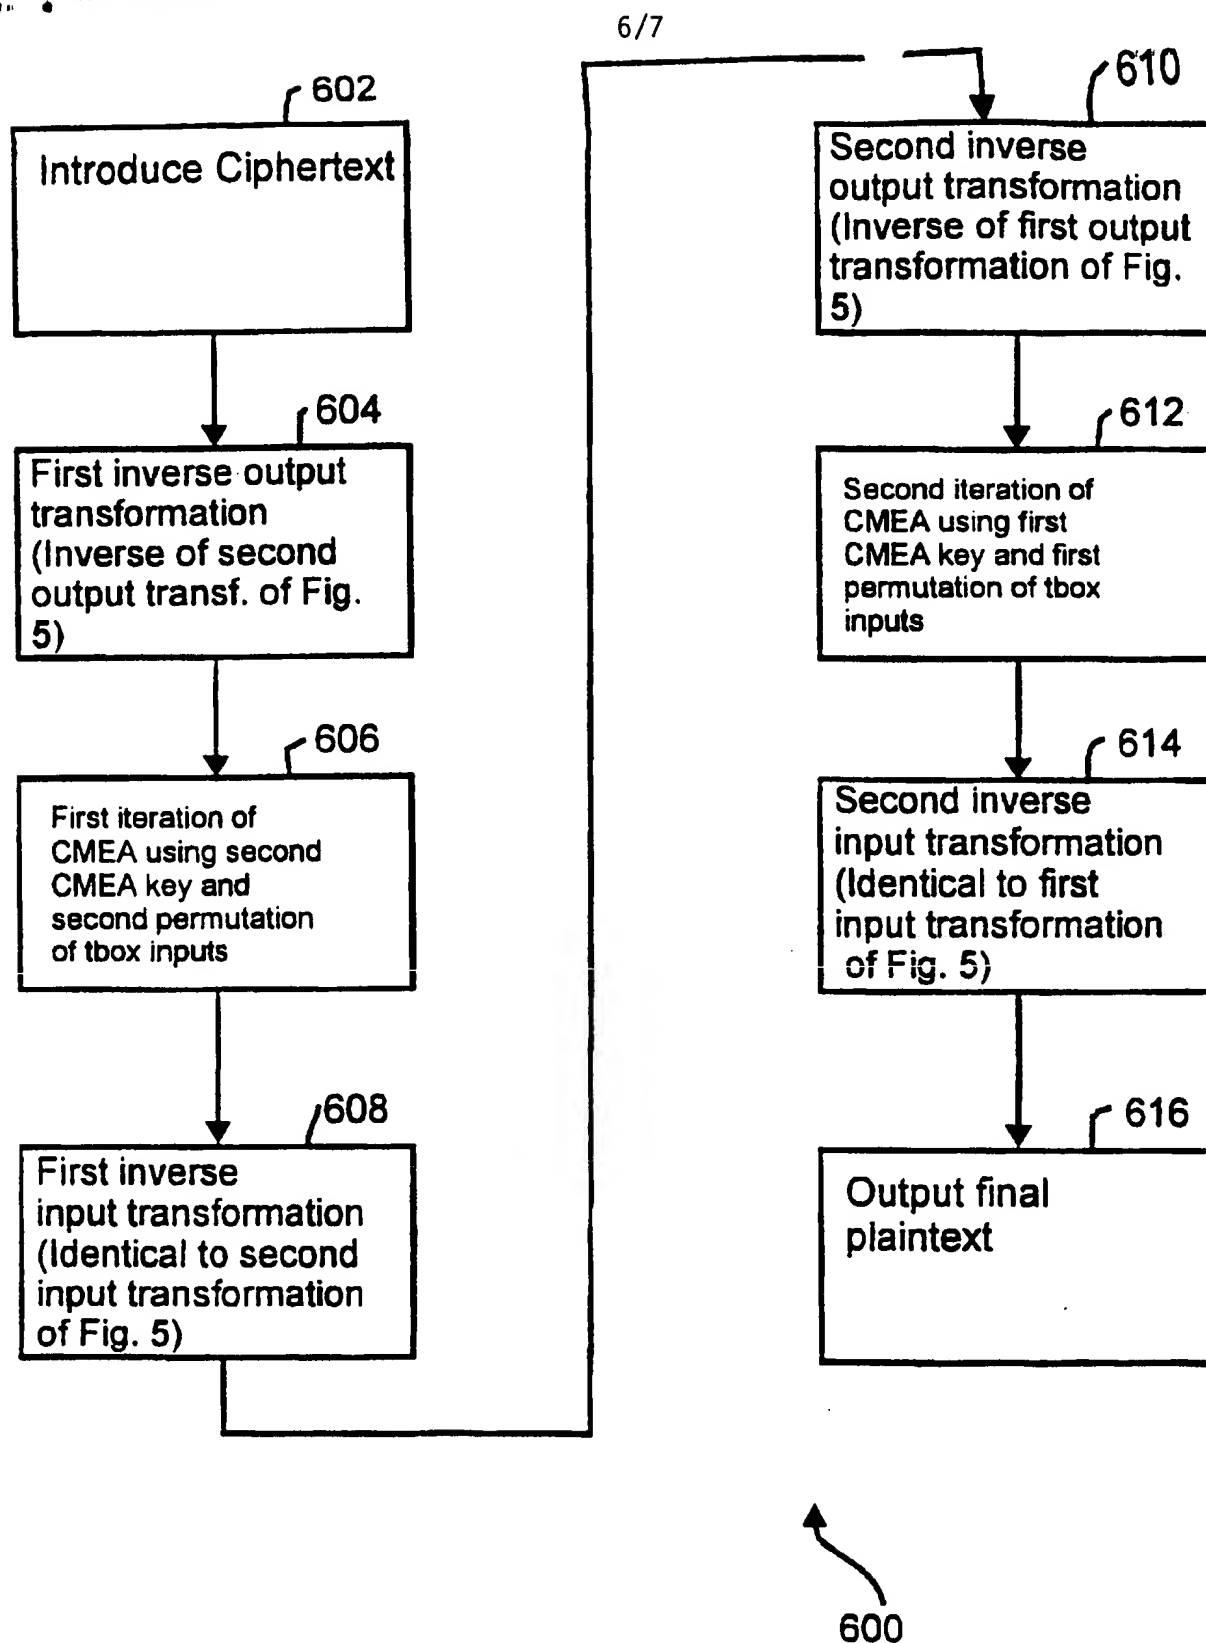 6/7
602
Introduce Ciphertext
604
First inverse output
transformation
(Inverse of second
output transf. of Fig.
5)
606
First iteration of
CMEA using second
CMEA key and
second permutation
of tbox inputs
608
First inverse
input transformation
(Identical to second
input transformation
of Fig. 5)
610
Second inverse
output transformation
(Inverse of first output
transformation of Fig.
5)
612
Second iteration of
CMEA using first
CMEA key and first
permutation of tbox
inputs
614
Second inverse
input transformation
(Identical to first
input transformation
of Fig. 5)
616
Output final
plaintext
600